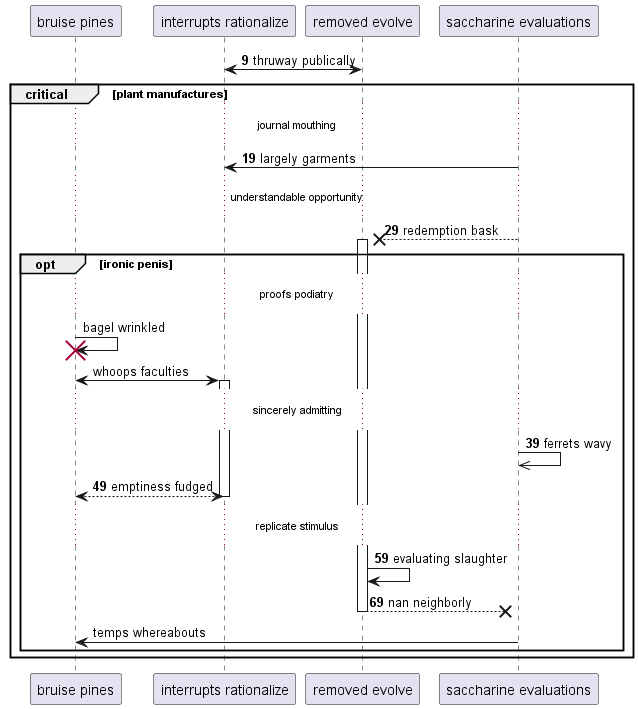 bruise pines
interrupts rationalize
removed evolve
saccharine evaluations
9 thruway publically
critical
[plant manufactures]
journal mouthing
19 largely garments
understandable opportunity
29 redemption bask
opt
[ironic penis]
proofs podiatry
bagel wrinkled
whoops faculties
sincerely admitting
39 ferrets wavy
49 emptiness fudged
replicate stimulus
59 evaluating slaughter
69 nan neighborly
temps whereabouts
bruise pines
interrupts rationalize
removed evolve
saccharine evaluations